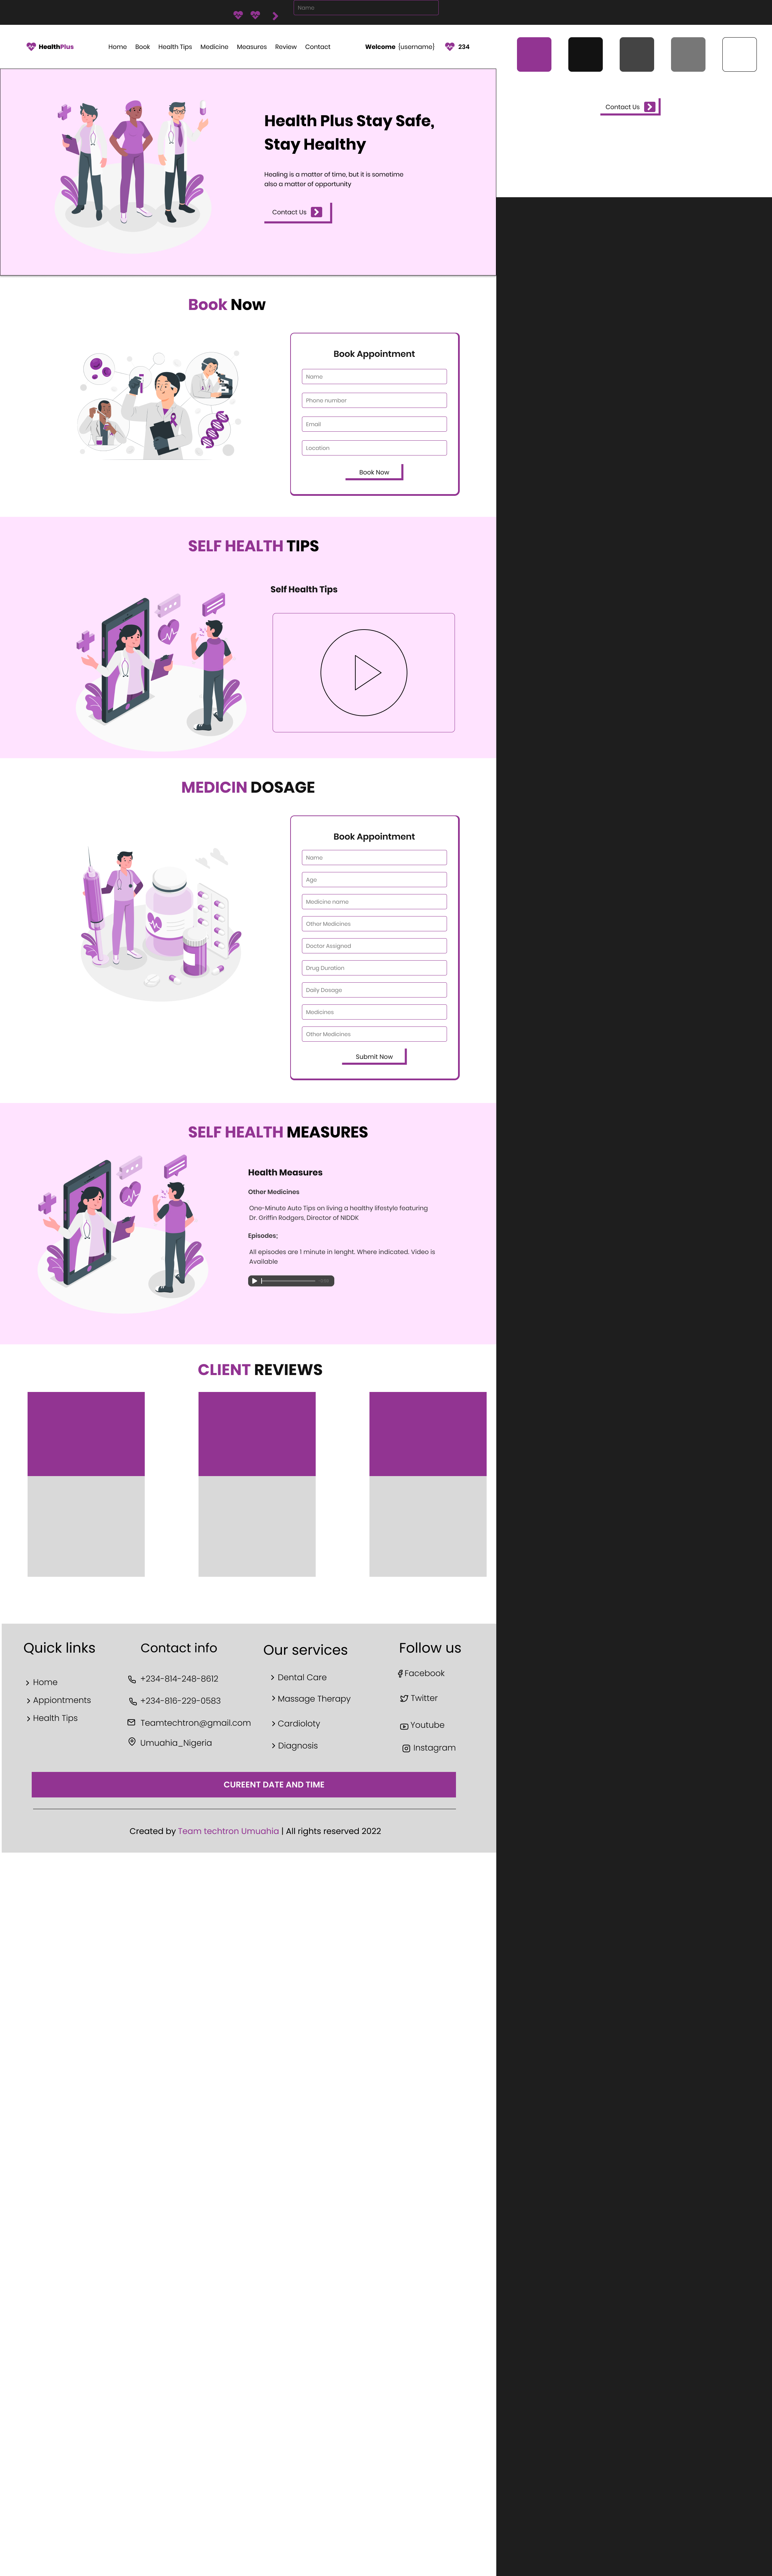 Name
HealthPlus
Home Book Health Tips Medicine Measures Review Contact
Welcome [username]
234
Contact Us
Health Plus Stay Safe,
Stay Healthy
Healing is a matter of time, but it is sometime
also a matter of opportunity
Contact Us
Book Now
Book Appointment
Name
Phone number
Email
Location
Book Now
SELF HEALTH TIPS
Self Health Tips
MEDICIN DOSAGE
Book Appointment
Name
Age
Medicine name
Other Medicines
Doctor Assigned
Drug Duration
Daily Dosage
Medicines
Other Medicines
Submit Now
SELF HEALTH MEASURES
Health Measures
Other Medicines
One-Minute Auto Tips on living a healthy lifestyle featuring
Dr. Griffin Rodgers, Director of NIDDK
Episodes;
All episodes are 1 minute in lenght. Where indicated. Video is
Available
CLIENT REVIEWS
Quick links
Home
Appiontments
Health Tips
Contact info
+234-814-248-8612
+234-816-229-0583
Teamtechtron@gmail.com
Umuahia_Nigeria
Our services
Dental Care
Massage Therapy
Cardioloty
Diagnosis
Follow us
Facebook
Twitter
Youtube
Instagram
CUREENT DATE AND TIME
Created by Team techtron Umuahia | All rights reserved 2022